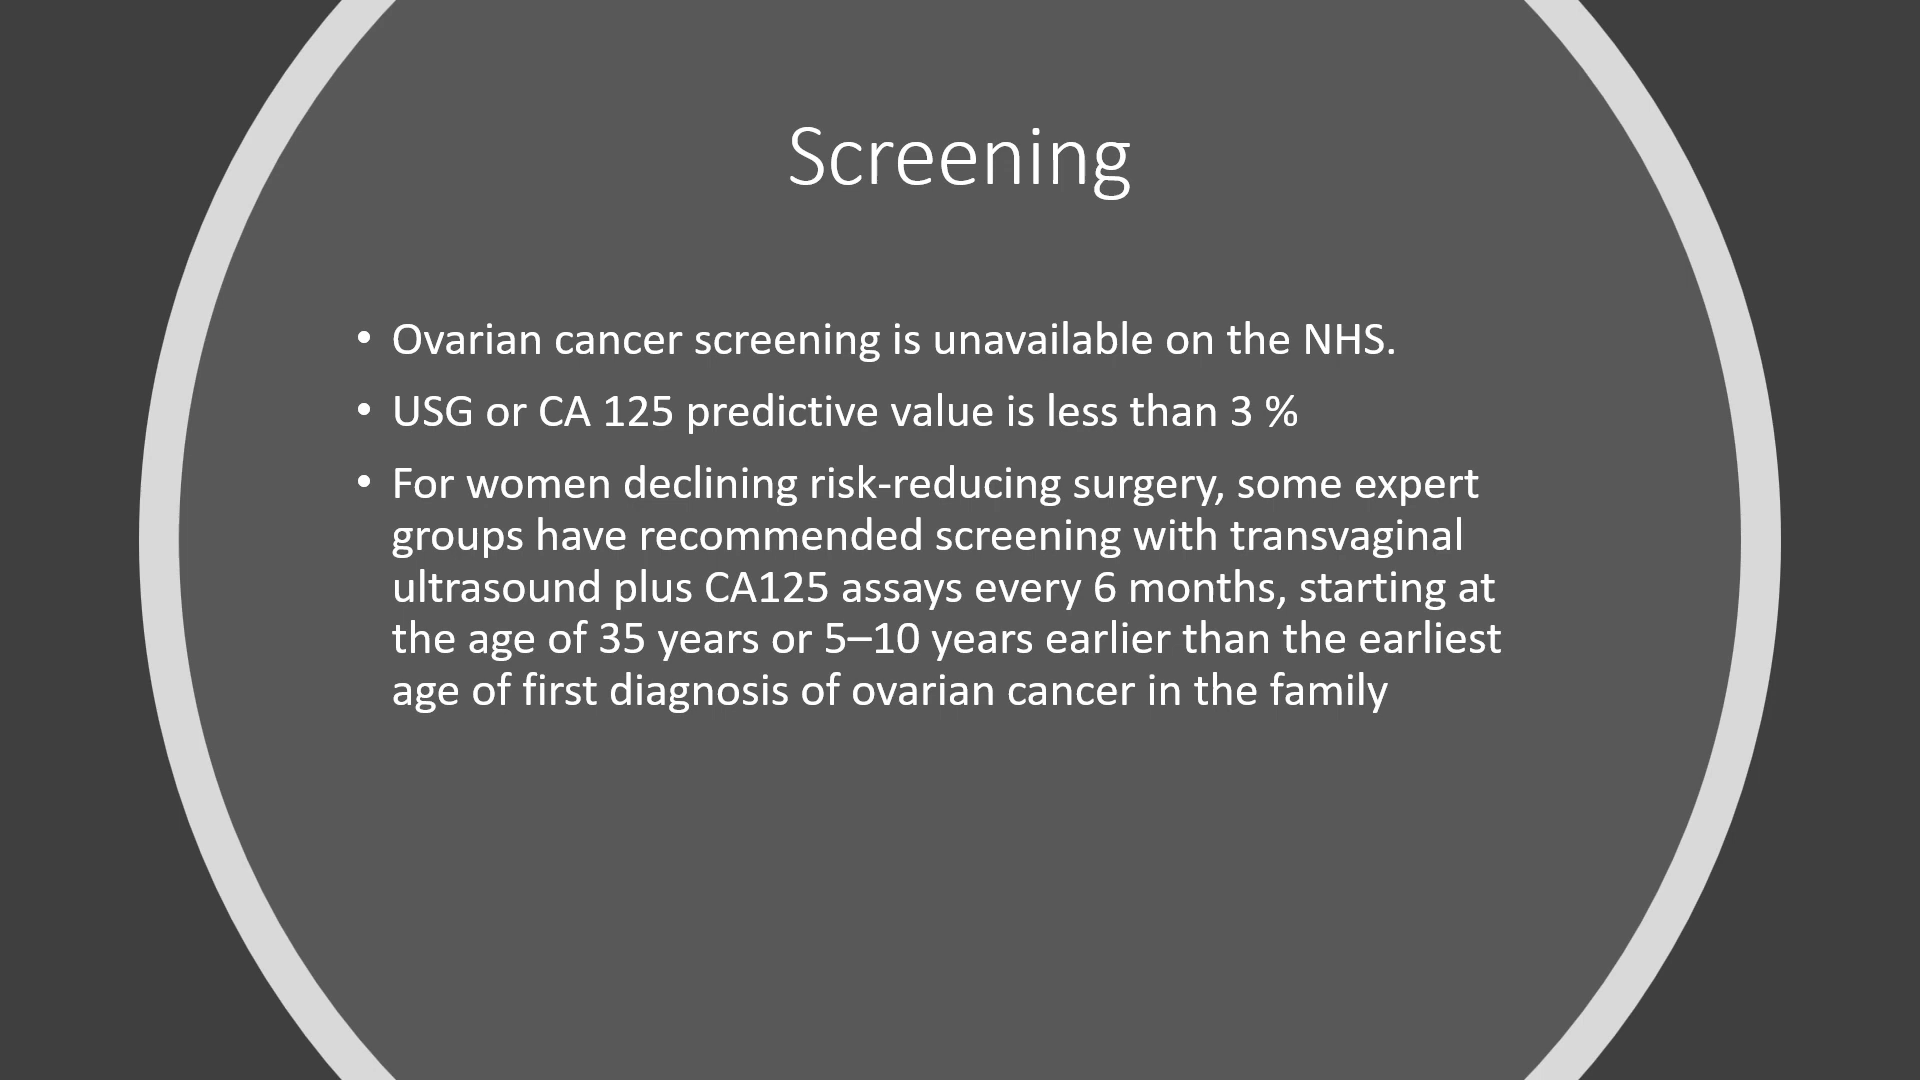 Screening
• Ovarian cancer screening is unavailable on the NHS.
• USG or CA 125 predictive value is less than 3 %
• For women declining risk-reducing surgery, some expert
groups have recommended screening with transvaginal
ultrasound plus CA125 assays every 6 months, starting at
the age of 35 years or 5–10 years earlier than the earliest
age of first diagnosis of ovarian cancer in the family